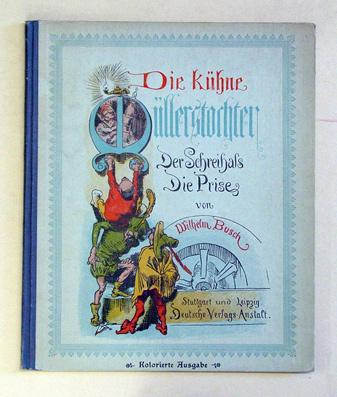 Die kühne
Müllerstochter
Der Schreihals
Die Prise
von
Wilhelm Busch
Stuttgart und Leipzig
Deutsche Verlags-Anstalt.
Kolorierte Ausgabe